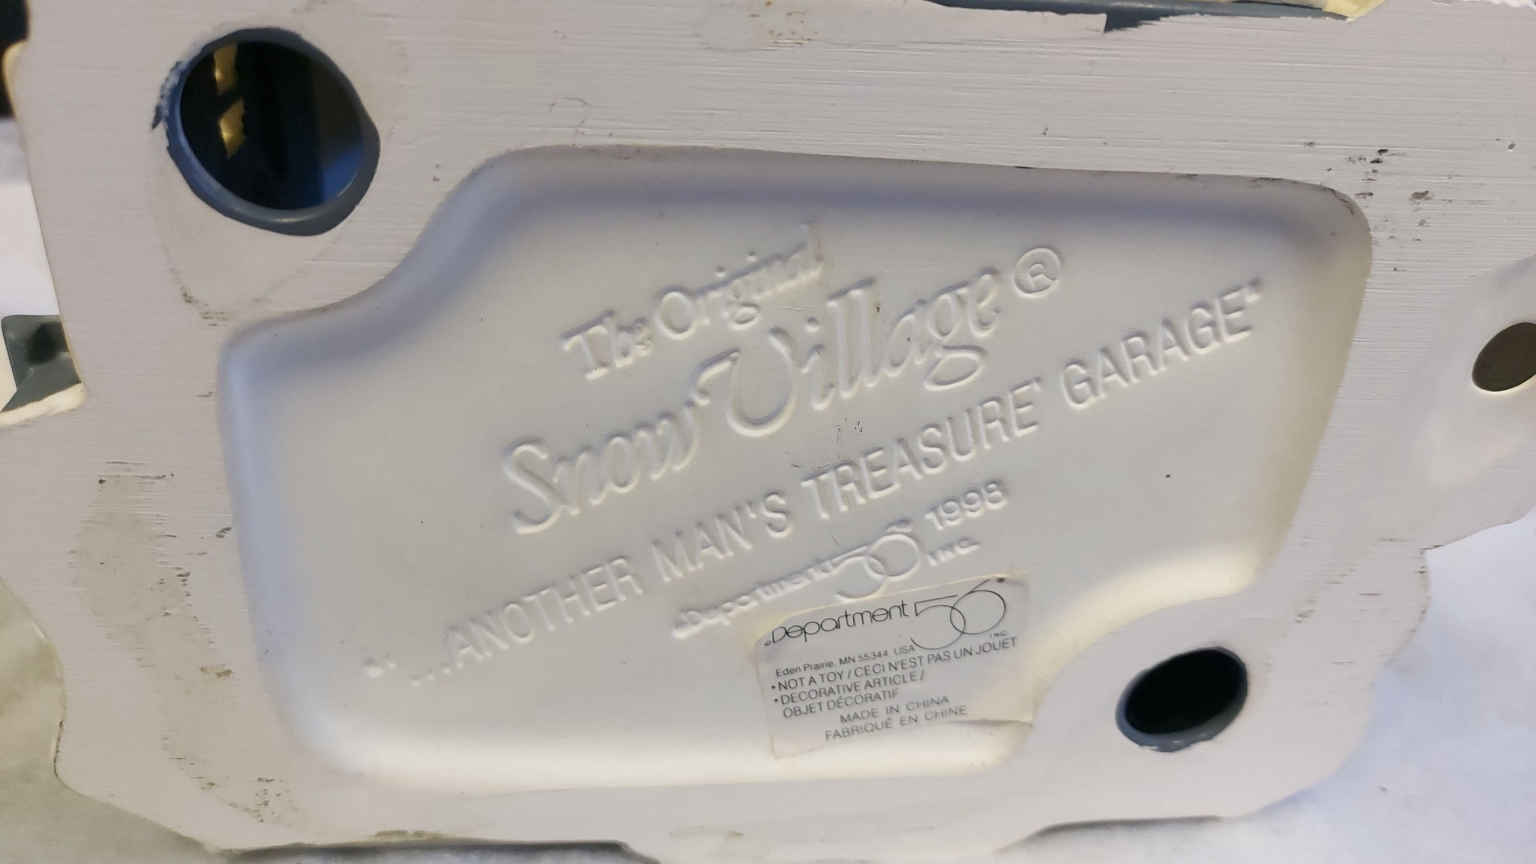 The Original
Snow Village®
"...ANOTHER MAN'S TREASURE' GARAGE"
Department 56 INC. 1998
Department 56 INC.
Eden Prairie, MN 55344 USA
•NOT A TOY / CECI N'EST PAS UN JOUET
•DECORATIVE ARTICLE /
OBJET DÉCORATIF
MADE IN CHINA
FABRIQUÉ EN CHINE